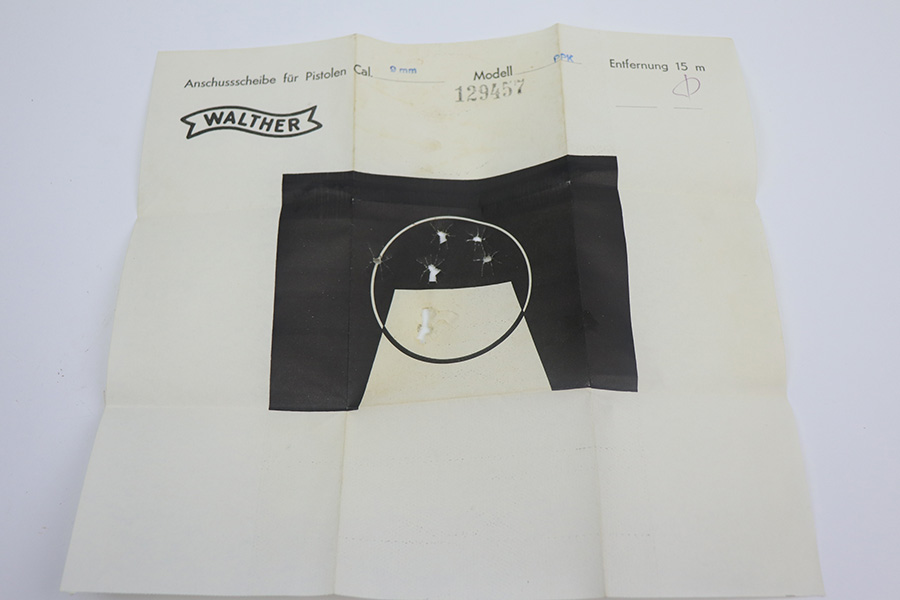 Anschussscheibe für Pistolen Cal. 9 mm Modell PPK Entfernung 15 m
129457
WALTHER